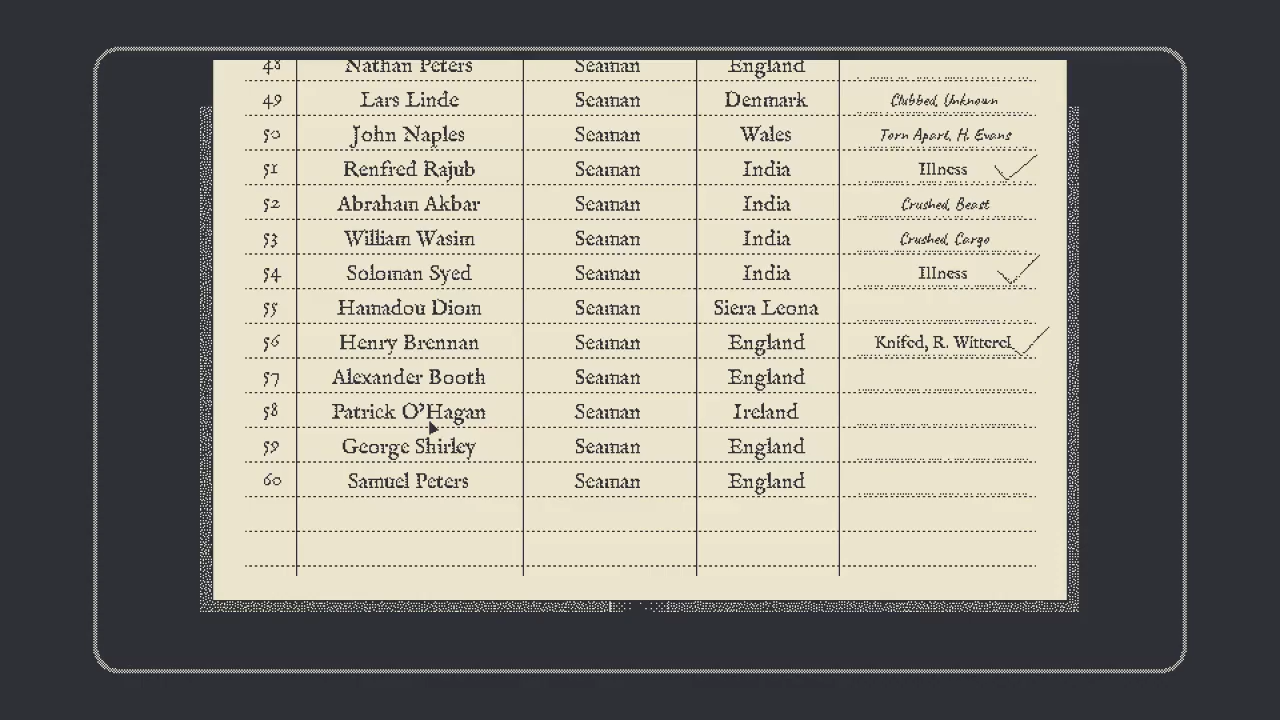 48 Nathan Peters Seaman England
49 Lars Linde Seaman Denmark Clubbed, Unknown
50 John Naples Seaman Wales Torn Apart, H. Evans
51 Renfred Rajub Seaman India Illness
52 Abraham Akbar Seaman India Crushed, Beast
53 William Wasim Seaman India Crushed, Cargo
54 Soloman Syed Seaman India Illness
55 Hamadou Diom Seaman Siera Leona
56 Henry Brennan Seaman England Knifed, R. Witterel
57 Alexander Booth Seaman England
58 Patrick O'Hagan Seaman Ireland
59 George Shirley Seaman England
60 Samuel Peters Seaman England